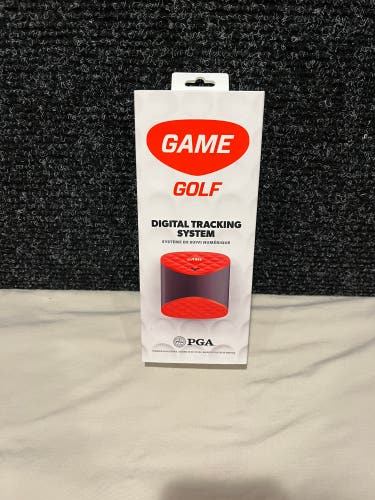 GAME
GOLF
DIGITAL TRACKING
SYSTEM
SYSTÈME DE SUIVI NUMÉRIQUE
GAME
PGA